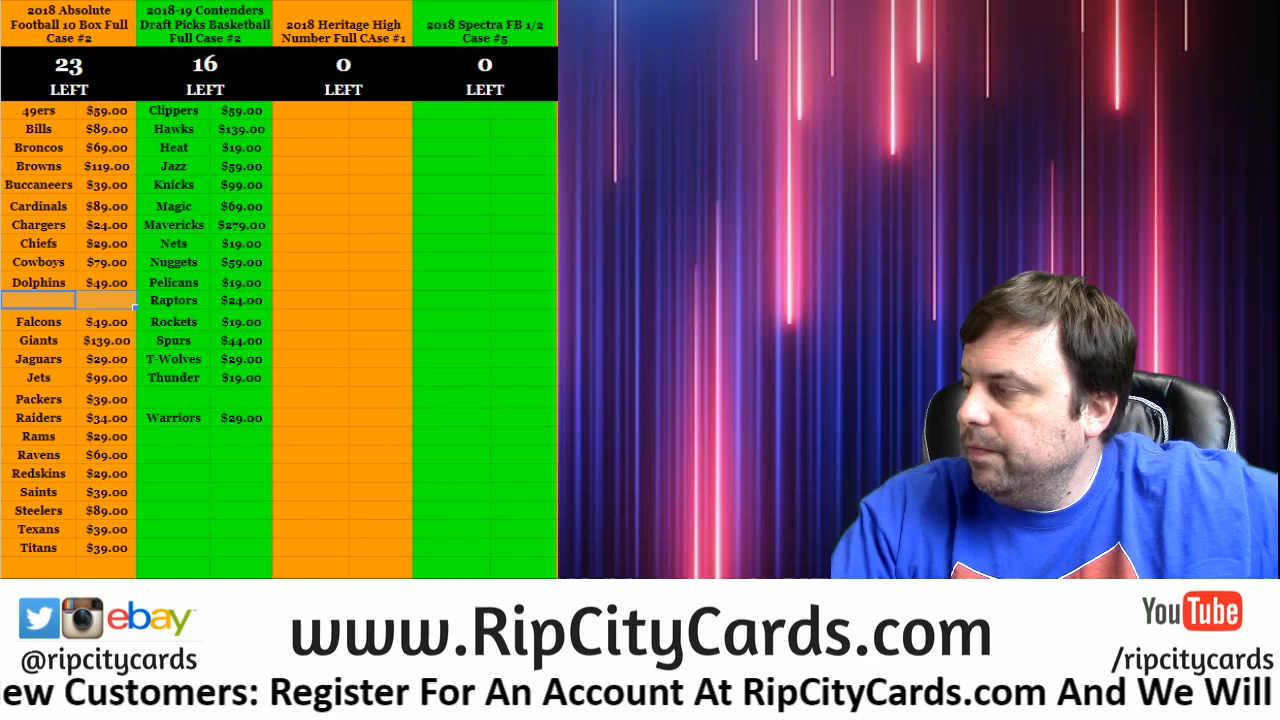 2018 Absolute
Football 10 Box Full
Case #2
23
LEFT
49ers $59.00
Bills $89.00
Broncos $69.00
Browns $119.00
Buccaneers $39.00
Cardinals $89.00
Chargers $24.00
Chiefs $29.00
Cowboys $79.00
Dolphins $49.00
Falcons $49.00
Giants $139.00
Jaguars $29.00
Jets $99.00
Packers $39.00
Raiders $34.00
Rams $29.00
Ravens $69.00
Redskins $29.00
Saints $39.00
Steelers $89.00
Texans $39.00
Titans $39.00
2018-19 Contenders
Draft Picks Basketball
Full Case #2
16
LEFT
Clippers $59.00
Hawks $139.00
Heat $19.00
Jazz $59.00
Knicks $99.00
Magic $69.00
Mavericks $279.00
Nets $19.00
Nuggets $59.00
Pelicans $19.00
Raptors $24.00
Rockets $19.00
Spurs $44.00
T-Wolves $29.00
Thunder $19.00
Warriors $29.00
2018 Heritage High
Number Full CAse #1
0
LEFT
2018 Spectra FB 1/2
Case #5
0
LEFT
ebay
@ripcitycards
www.RipCityCards.com
YouTube
/ripcitycards
New Customers: Register For An Account At RipCityCards.com And We Will